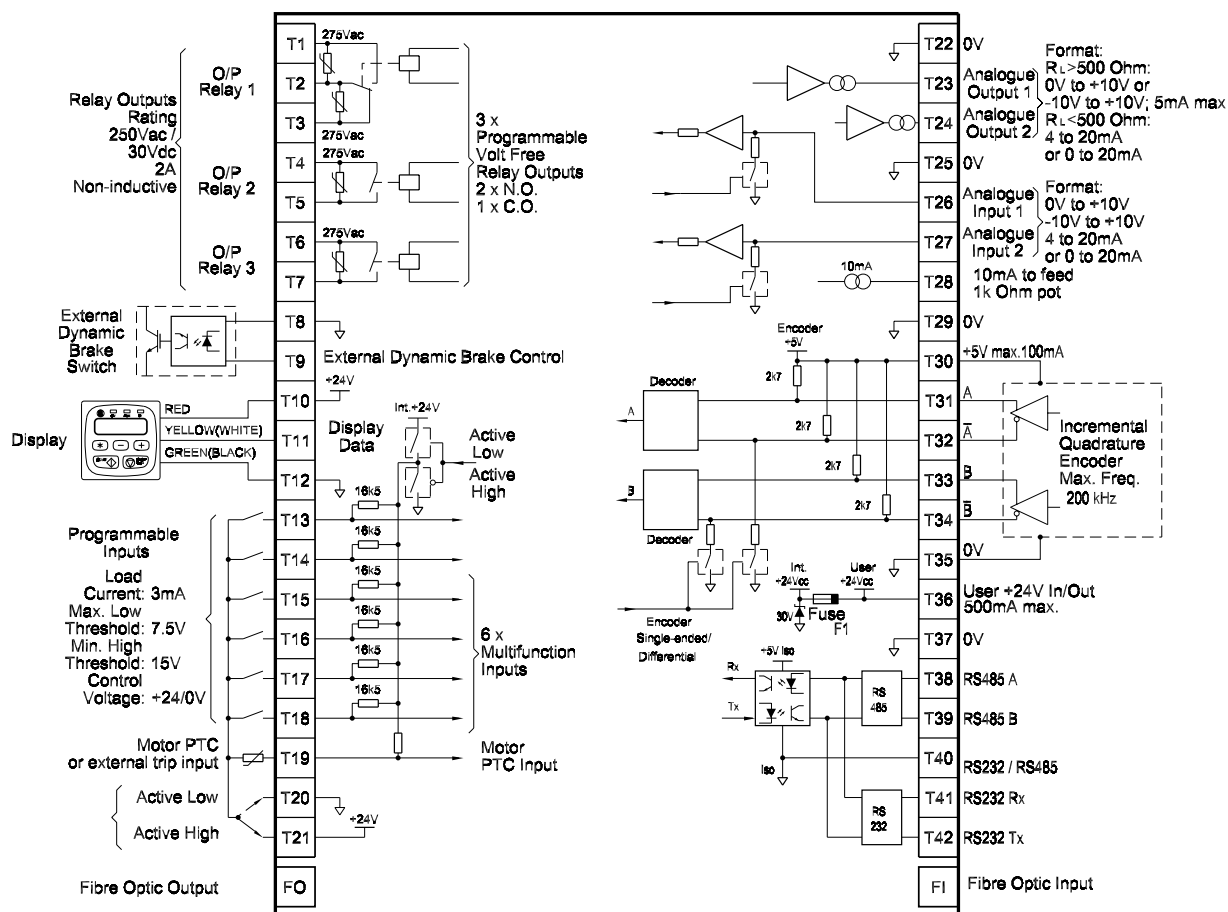 Relay Outputs
Rating
250Vac /
30Vdc
2A
Non-inductive
O/P
Relay 1
O/P
Relay 2
O/P
Relay 3
T1
T2
T3
T4
T5
T6
T7
275Vac
275Vac
275Vac
275Vac
3 x
Programmable
Volt Free
Relay Outputs
2 x N.O.
1 x C.O.
External
Dynamic
Brake
Switch
T8
T9
External Dynamic Brake Control
Display
RED
YELLOW(WHITE)
GREEN(BLACK)
T10
T11
T12
+24V
Display
Data
Int.+24V
Active
Low
Active
High
Programmable
Inputs
Load
Current: 3mA
Max. Low
Threshold: 7.5V
Min. High
Threshold: 15V
Control
Voltage: +24/0V
T13
T14
T15
T16
T17
T18
16k5
16k5
16k5
16k5
16k5
16k5
6 x
Multifunction
Inputs
Motor PTC
or external trip input
T19
Motor
PTC Input
Active Low
Active High
T20
T21
+24V
Fibre Optic Output
FO
T22 0V
T23 Analogue
Output 1
T24 Analogue
Output 2
Format:
RL>500 Ohm:
0V to +10V or
-10V to +10V; 5mA max
RL<500 Ohm:
4 to 20mA
or 0 to 20mA
T25 0V
T26 Analogue
Input 1
T27 Analogue
Input 2
Format:
0V to +10V
-10V to +10V
4 to 20mA
or 0 to 20mA
10mA
T28 10mA to feed
1k Ohm pot
T29 0V
Encoder
+5V
T30 +5V max.100mA
Decoder
A
2k7
2k7
2k7
2k7
T31 A
T32 A
T33 B
T34 B
B
Decoder
Incremental
Quadrature
Encoder
Max. Freq.
200 kHz
T35 0V
Encoder
Single-ended/
Differential
Int.
+24Vcc
User
+24Vcc
30V
Fuse
F1
T36 User +24V In/Out
500mA max.
T37 0V
+5V Iso
Rx
Tx
Iso
RS
485
T38 RS485 A
T39 RS485 B
T40 RS232 / RS485
RS
232
T41 RS232 Rx
T42 RS232 Tx
FI Fibre Optic Input